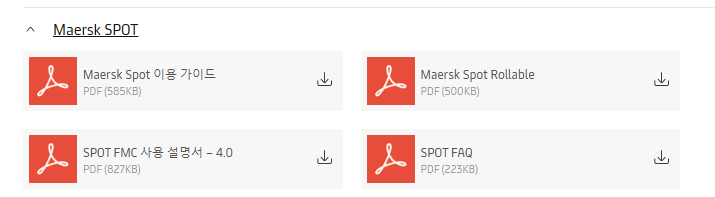 Maersk SPOT
Maersk Spot 이용 가이드
PDF (585KB)
Maersk Spot Rollable
PDF (500KB)
SPOT FMC 사용 설명서 – 4.0
PDF (827KB)
SPOT FAQ
PDF (223KB)